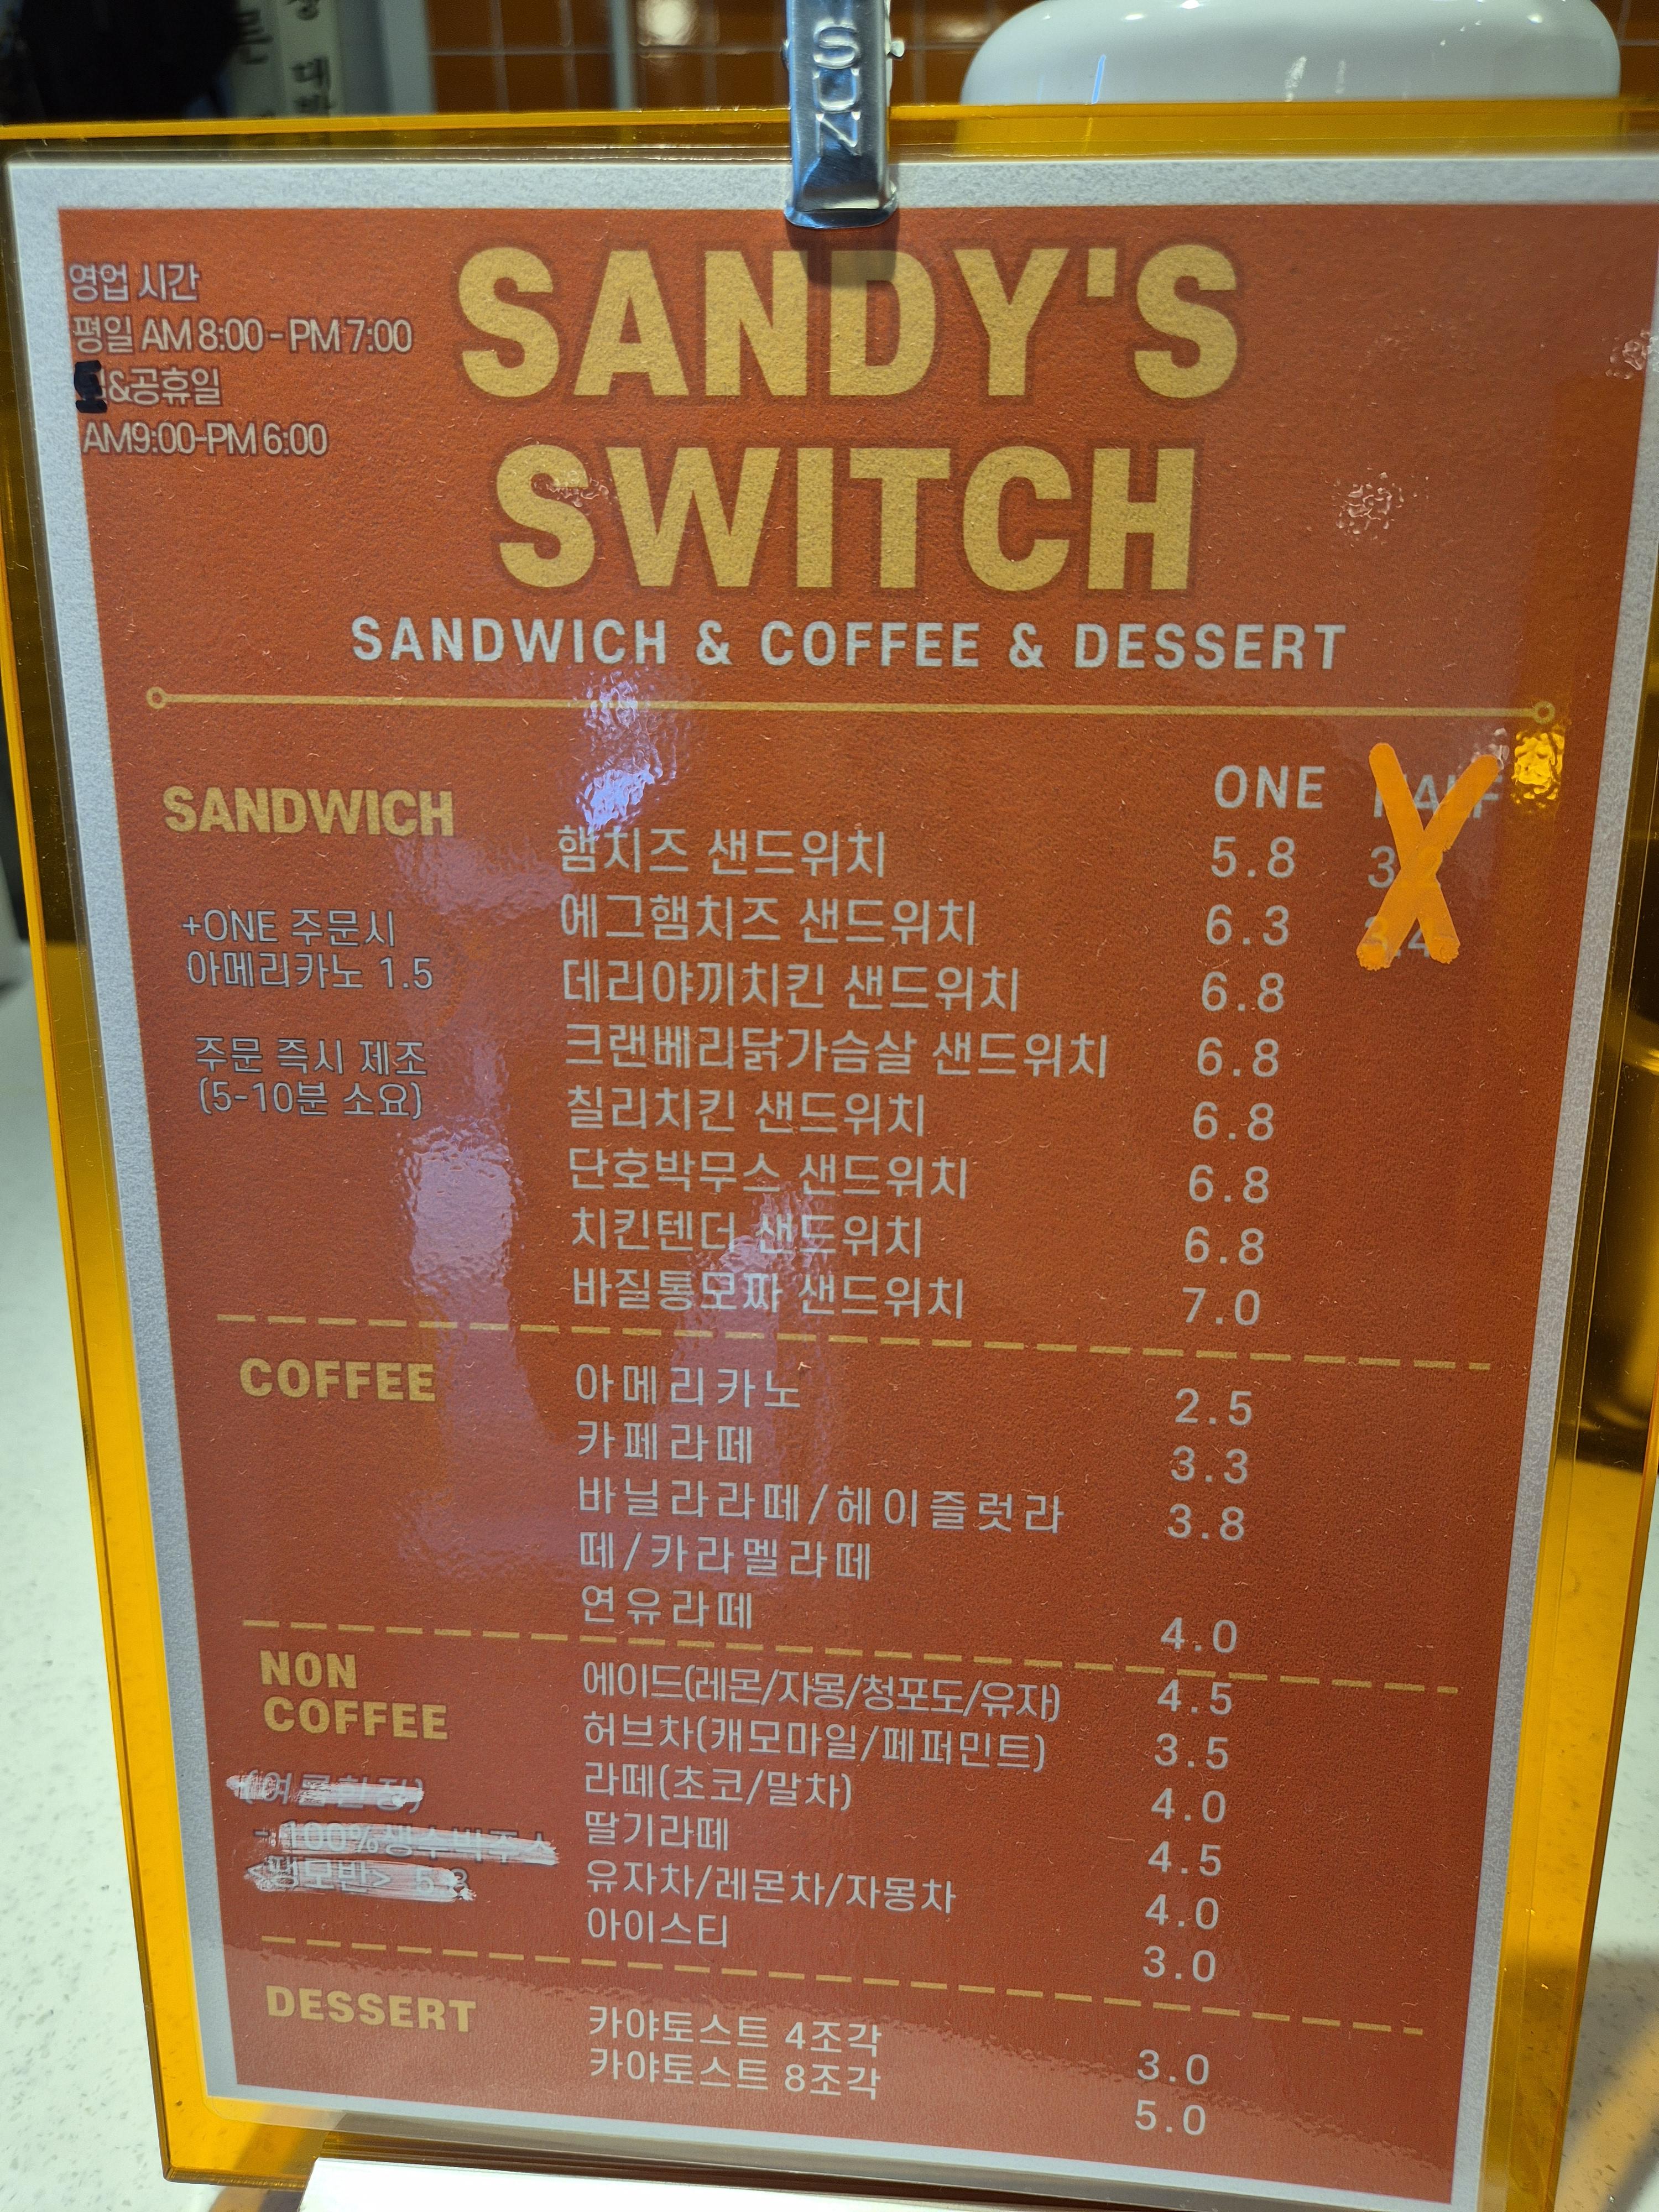 SUN
영업 시간
평일 AM 8:00 - PM 7:00
&공휴일
AM9:00-PM 6:00
SANDY'S
SWITCH
SANDWICH & COFFEE & DESSERT
SANDWICH
ONE HALF
햄치즈 샌드위치 5.8
에그햄치즈 샌드위치 6.3
데리야끼치킨 샌드위치 6.8
크랜베리닭가슴살 샌드위치 6.8
칠리치킨 샌드위치 6.8
단호박무스 샌드위치 6.8
치킨텐더 샌드위치 6.8
바질통모짜 샌드위치 7.0
+ONE 주문시
아메리카노 1.5
주문 즉시 제조
(5-10분 소요)
COFFEE
아메리카노 2.5
카페라떼 3.3
바닐라라떼/헤이즐럿라 3.8
떼/카라멜라떼
연유라떼 4.0
NON
COFFEE
에이드(레몬/자몽/청포도/유자) 4.5
허브차(캐모마일/페퍼민트) 3.5
라떼(초코/말차) 4.0
딸기라떼 4.5
유자차/레몬차/자몽차 4.0
아이스티 3.0
100%생수박주스
DESSERT
카야토스트 4조각 3.0
카야토스트 8조각 5.0